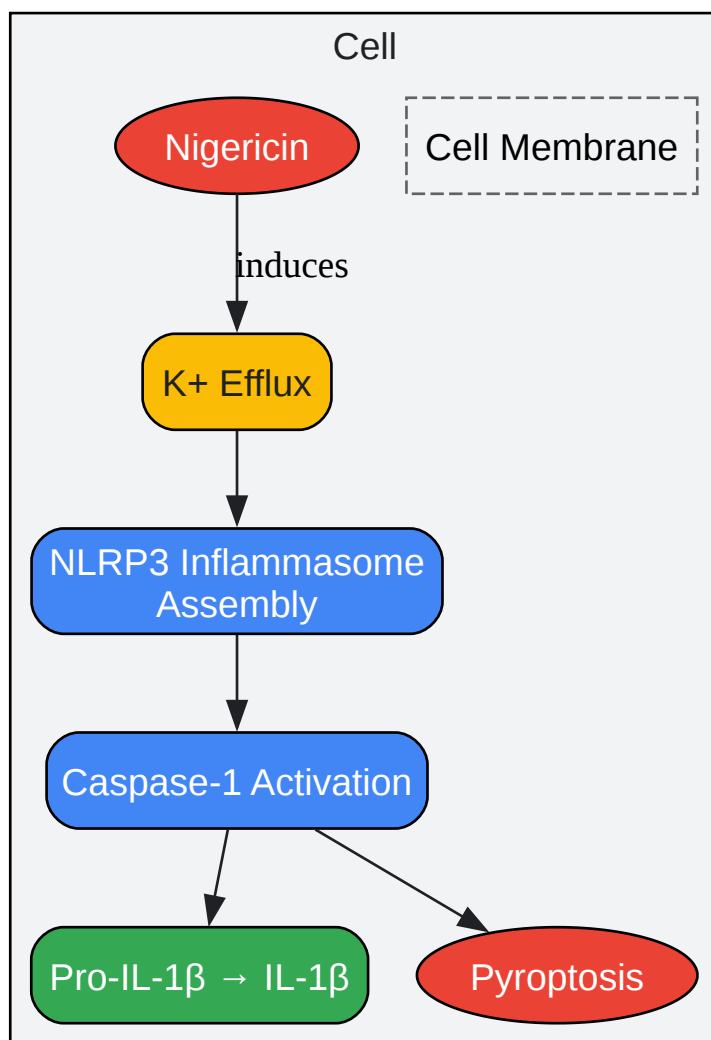 Cell
Nigericin
Cell Membrane
induces
K+ Efflux
NLRP3 Inflammasome
Assembly
Caspase-1 Activation
Pro-IL-1β → IL-1β
Pyroptosis